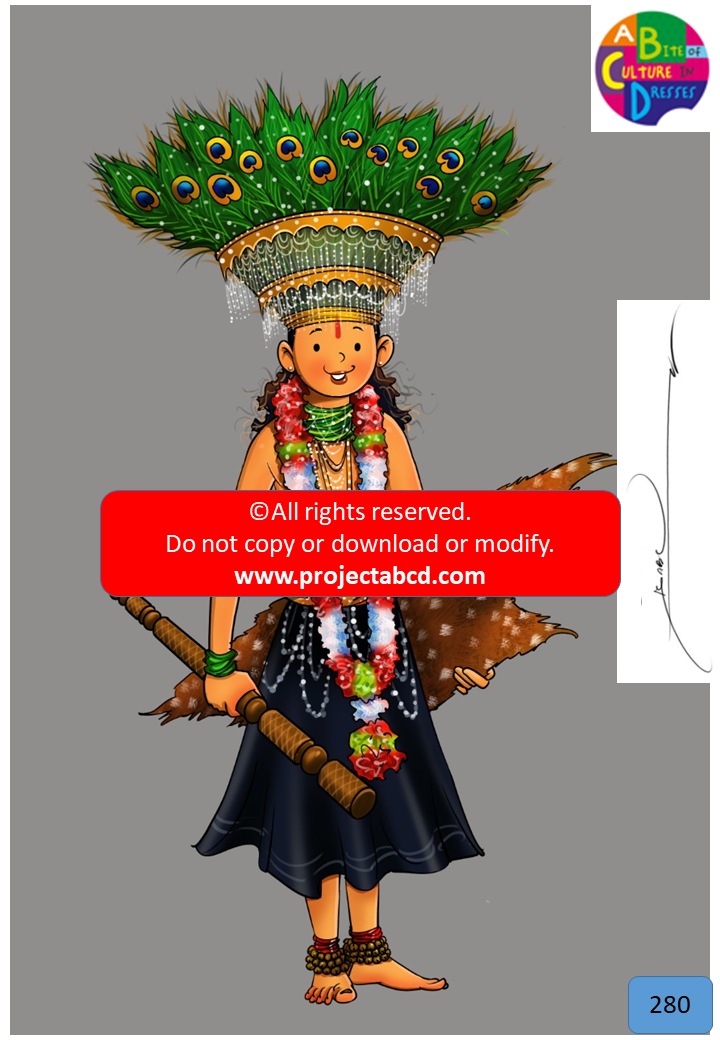 A BITE OF
CULTURE IN
DRESSES
©All rights reserved.
Do not copy or download or modify.
www.projectabcd.com
280